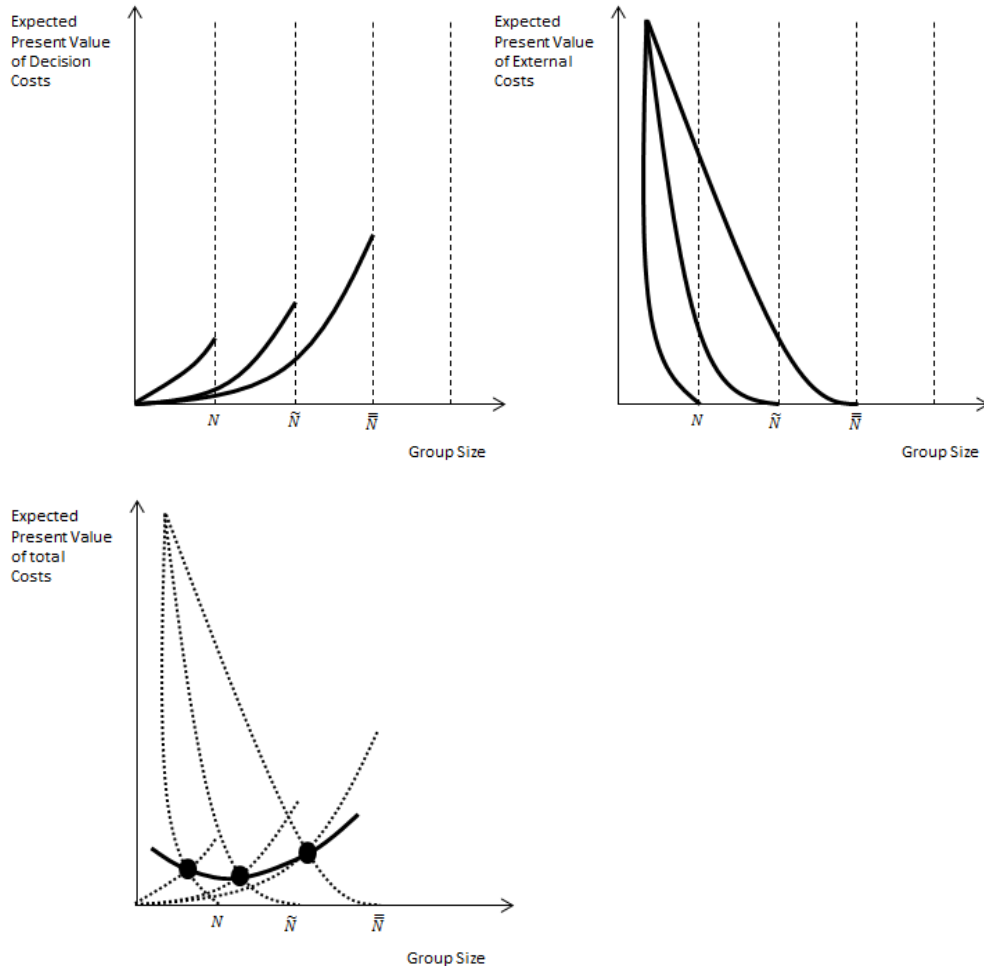 Expected
Present Value
of Decision
Costs
N
Ñ
N̿
Group Size
Expected
Present Value
of External
Costs
N
Ñ
N̿
Group Size
Expected
Present Value
of total
Costs
N
Ñ
N̿
Group Size